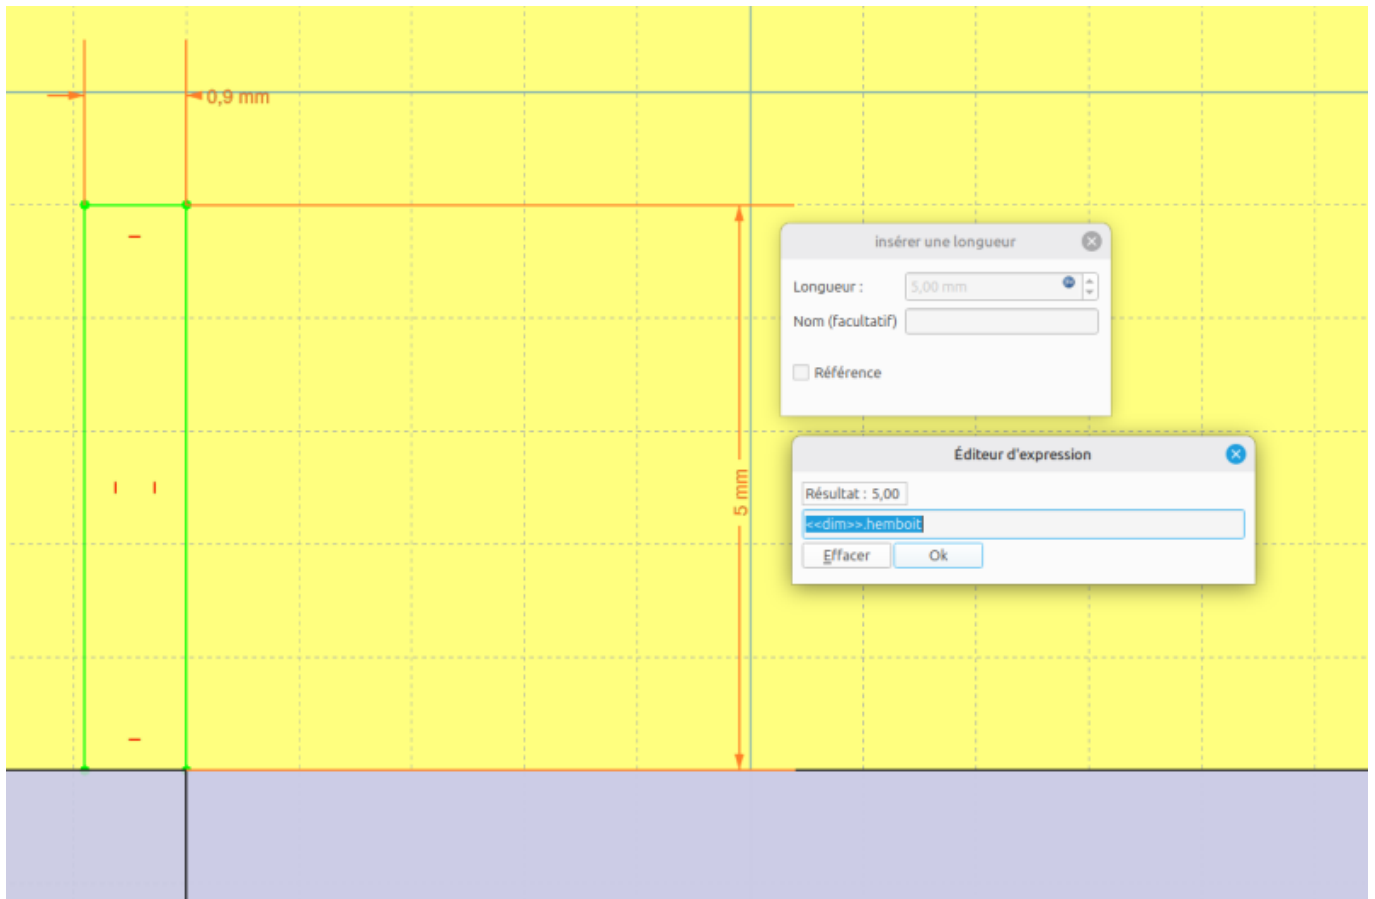 0,9 mm
insérer une longueur
Longueur :
5,00 mm
Nom (facultatif)
Référence
Éditeur d'expression
Résultat : 5,00
<<dim>>.hemboit
Effacer
Ok
5 mm